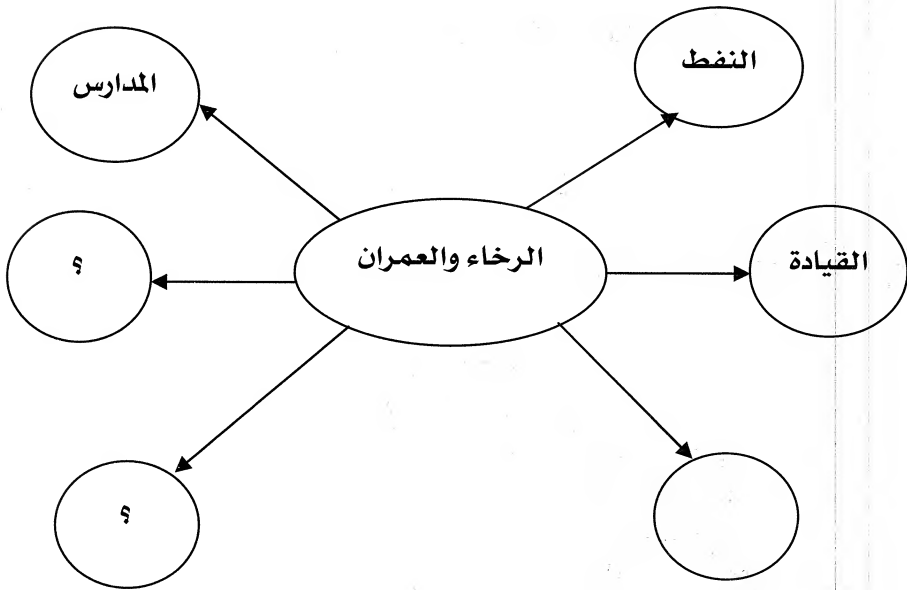 النفط
المدارس
الرخاء والعمران
القيادة
؟
؟